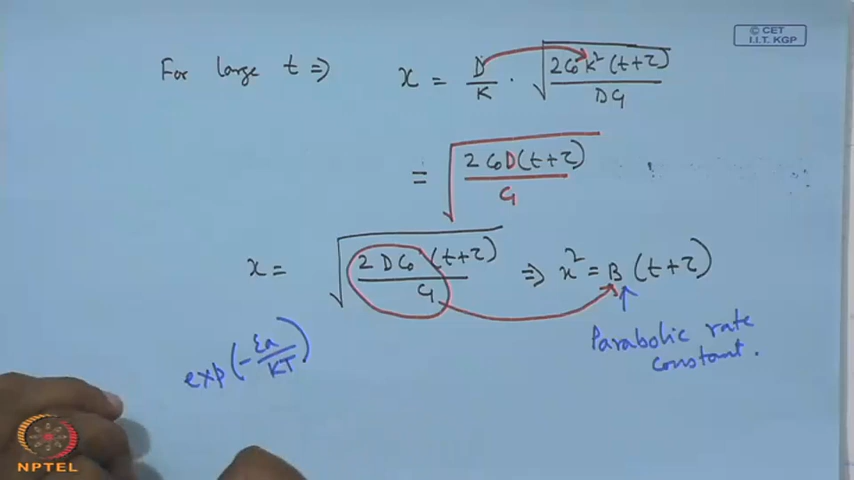 © CET
I.I.T. KGP
For large t ⇒ x = D/K · √(2C₀k²(t+τ)/DC₁)
= √(2C₀D(t+τ)/C₁)
x = √(2DC₀(t+τ)/C₁) ⇒ x² = B(t+τ)
Parabolic rate
constant.
exp(-Ea/KT)
NPTEL